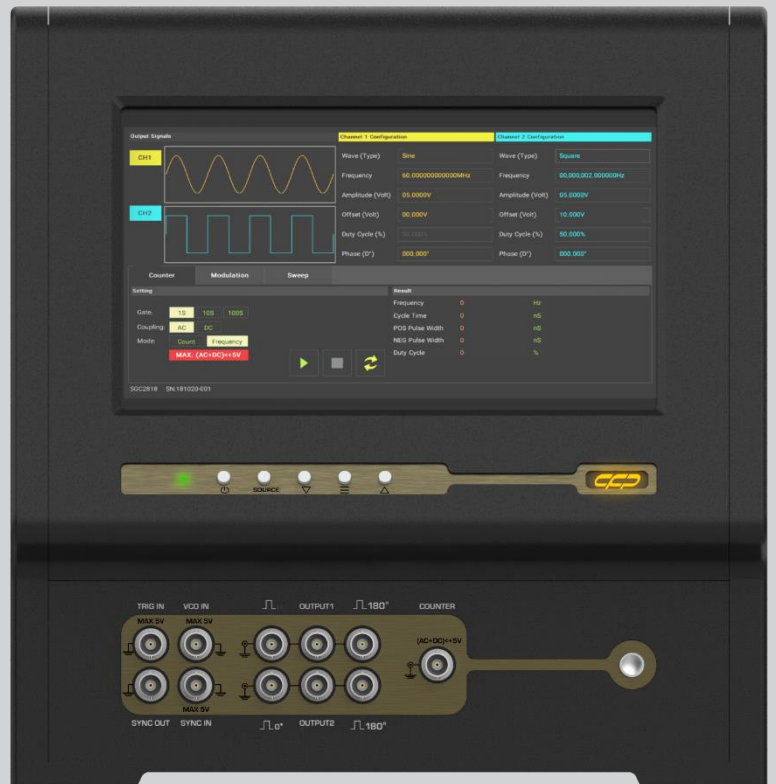 Output Signals
Channel 1 Configuration
Channel 2 Configuration
CH1
CH2
Wave (Type) Sine Wave (Type) Square
Frequency 60.000000000000MHz Frequency 00,000,002.000000Hz
Amplitude (Volt) 05.0000V Amplitude (Volt) 05.0000V
Offset (Volt) 00.000V Offset (Volt) 10.000V
Duty Cycle (%) 50.000% Duty Cycle (%) 50.000%
Phase (D°) 000.000° Phase (D°) 000.000°
Counter Modulation Sweep
Setting
Gate: 1S 10S 100S
Coupling: AC DC
Mode: Count Frequency
MAX: (AC+DC)<+5V
Result
Frequency 0 Hz
Cycle Time 0 nS
POS Pulse Width 0 nS
NEG Pulse Width 0 nS
Duty Cycle 0 %
SGC2818 SN:181020-001
SOURCE
TRIG IN VCO IN OUTPUT1 180° COUNTER
MAX 5V MAX 5V
(AC+DC)<+5V
MAX 5V
SYNC OUT SYNC IN 0° OUTPUT2 180°